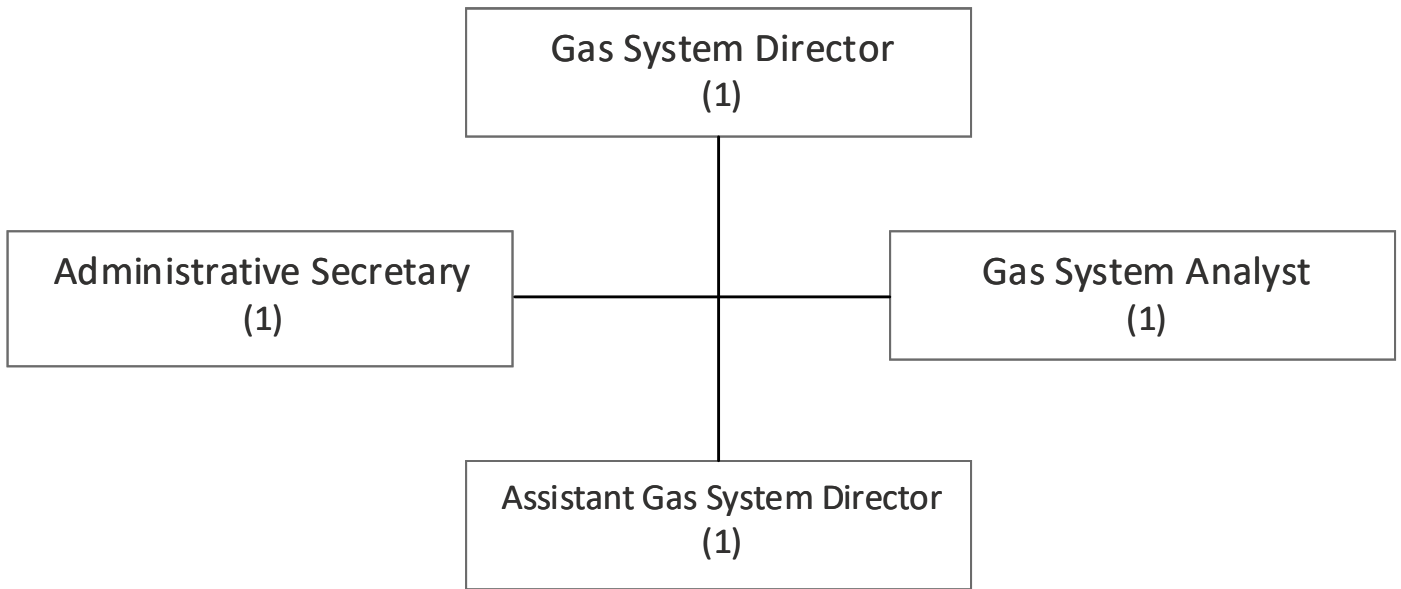 Gas System Director
(1)
Administrative Secretary
(1)
Gas System Analyst
(1)
Assistant Gas System Director
(1)